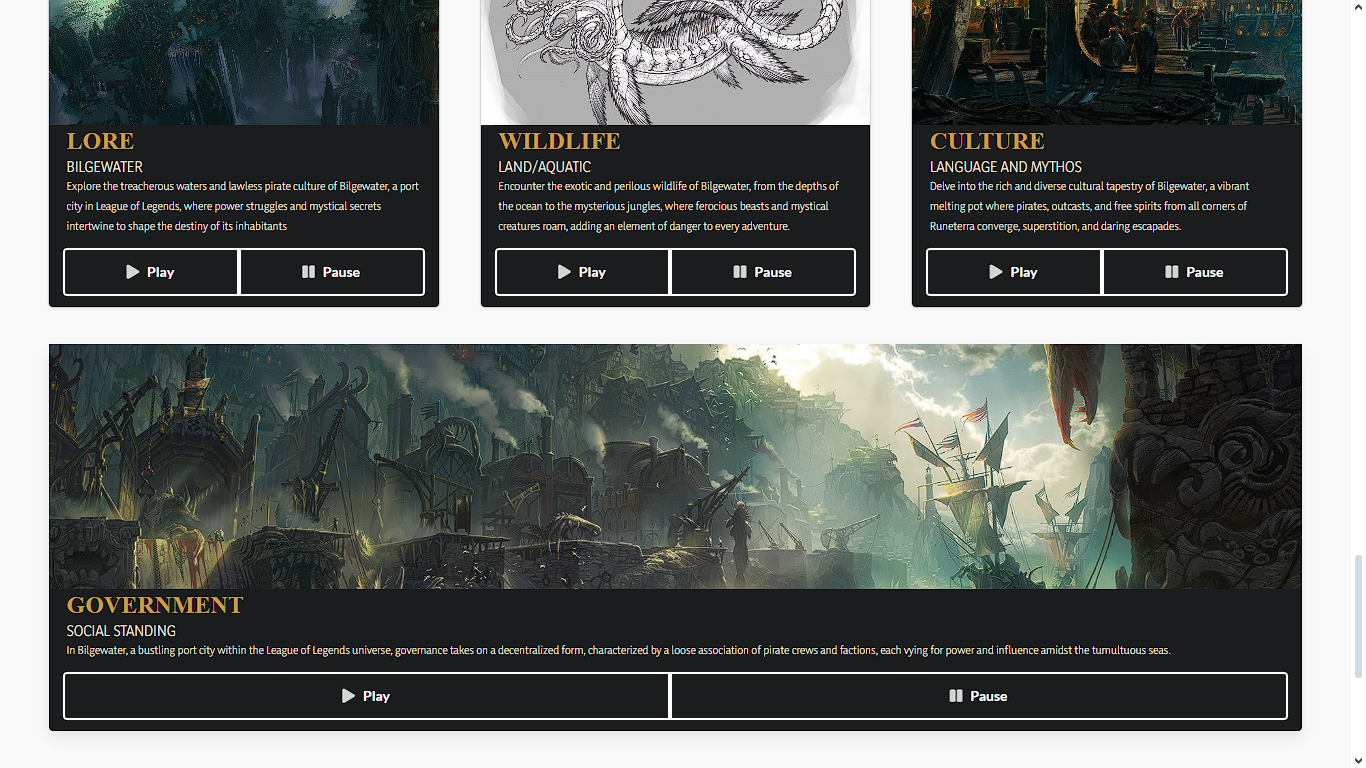 LORE
BILGEWATER
Explore the treacherous waters and lawless pirate culture of Bilgewater, a port
city in League of Legends, where power struggles and mystical secrets
intertwine to shape the destiny of its inhabitants
Play
Pause
WILDLIFE
LAND/AQUATIC
Encounter the exotic and perilous wildlife of Bilgewater, from the depths of
the ocean to the mysterious jungles, where ferocious beasts and mystical
creatures roam, adding an element of danger to every adventure.
Play
Pause
CULTURE
LANGUAGE AND MYTHOS
Delve into the rich and diverse cultural tapestry of Bilgewater, a vibrant
melting pot where pirates, outcasts, and free spirits from all corners of
Runeterra converge, superstition, and daring escapades.
Play
Pause
GOVERNMENT
SOCIAL STANDING
In Bilgewater, a bustling port city within the League of Legends universe, governance takes on a decentralized form, characterized by a loose association of pirate crews and factions, each vying for power and influence amidst the tumultuous seas.
Play
Pause